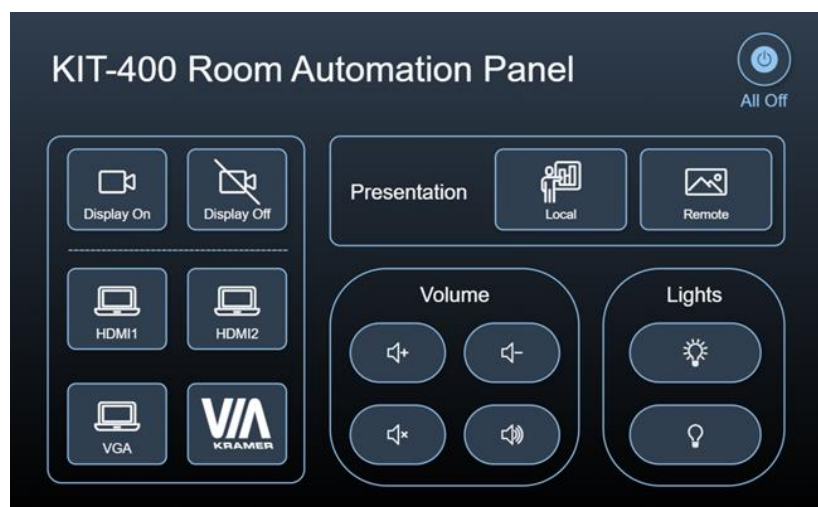 KIT-400 Room Automation Panel
All Off
Display On
Display Off
HDMI1
HDMI2
VGA
VIA
KRAMER
Presentation
Local
Remote
Volume
Lights